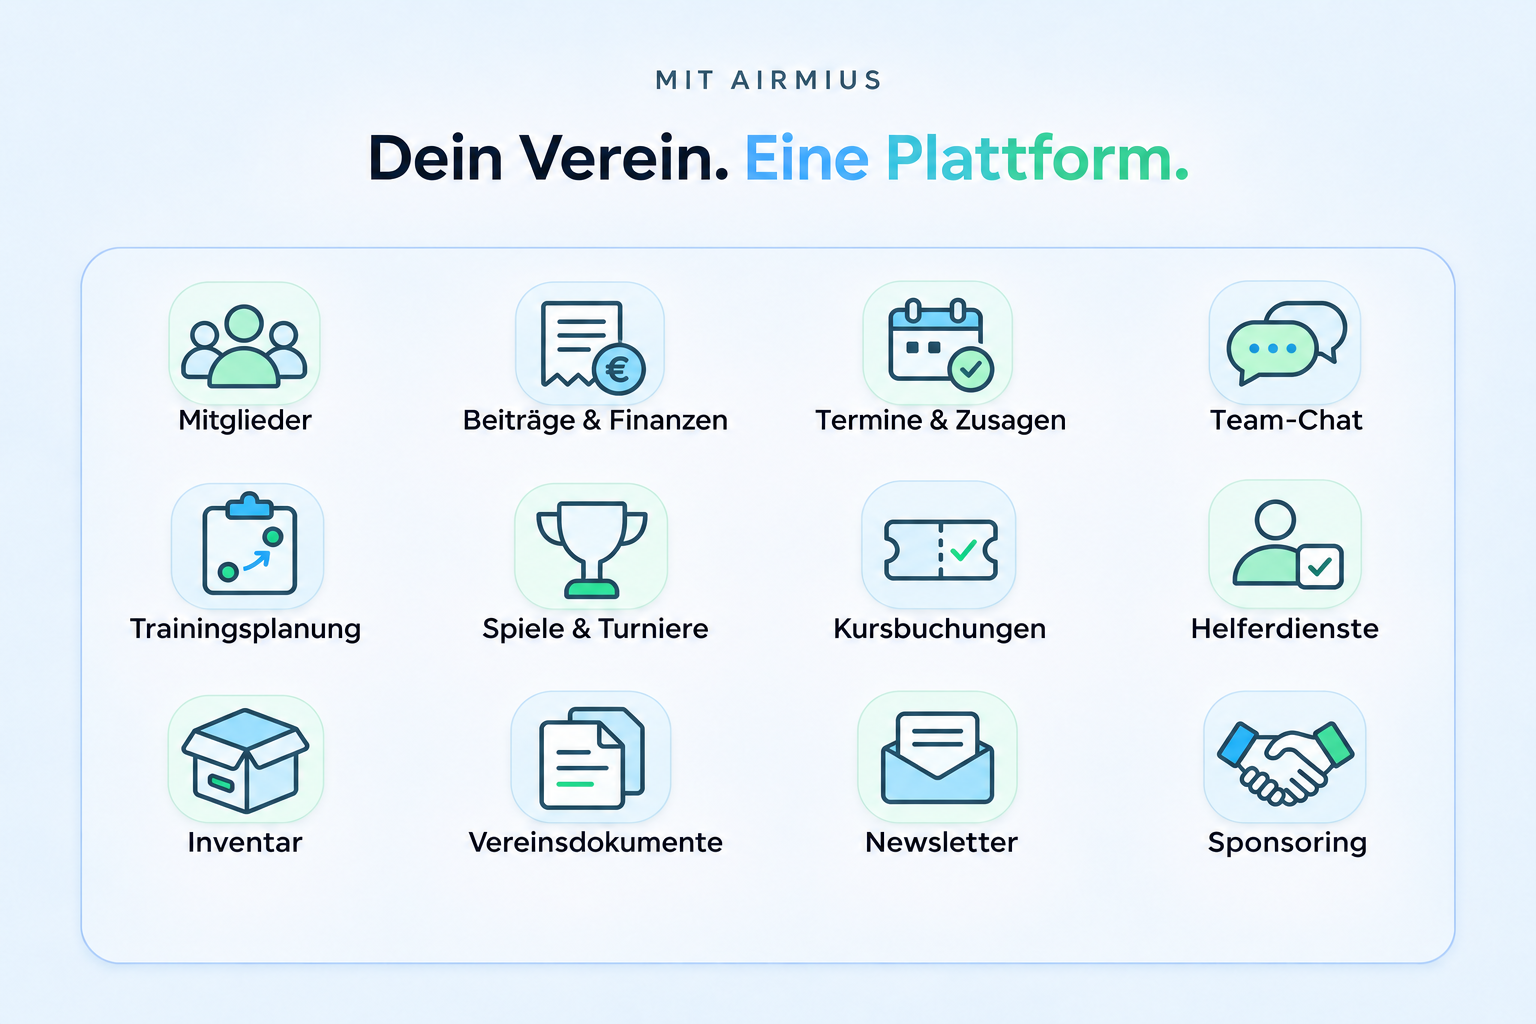 MIT AIRMIUS
Dein Verein. Eine Plattform.
Mitglieder
Beiträge & Finanzen
Termine & Zusagen
Team-Chat
Trainingsplanung
Spiele & Turniere
Kursbuchungen
Helferdienste
Inventar
Vereinsdokumente
Newsletter
Sponsoring